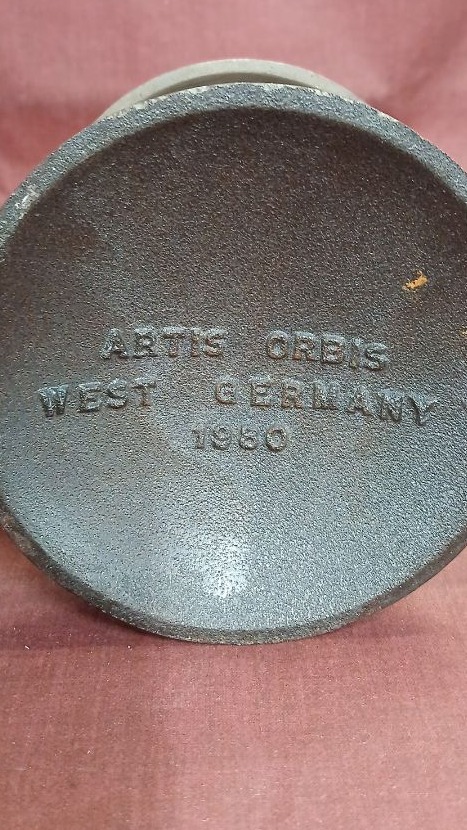 ARTIS ORBIS
WEST GERMANY
1980